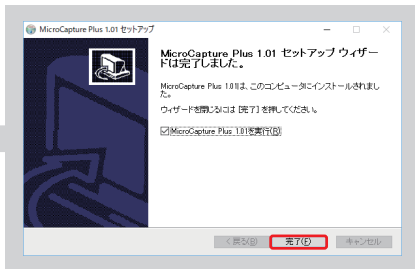 MicroCapture Plus 1.01 セットアップ
MicroCapture Plus 1.01 セットアップ ウィザー
ドは完了しました。
MicroCapture Plus 1.01は、このコンピュータにインストールされまし
た。
ウィザードを閉じるには [完了] を押してください。
MicroCapture Plus 1.01を実行(R)
< 戻る(B)
完了(F)
キャンセル